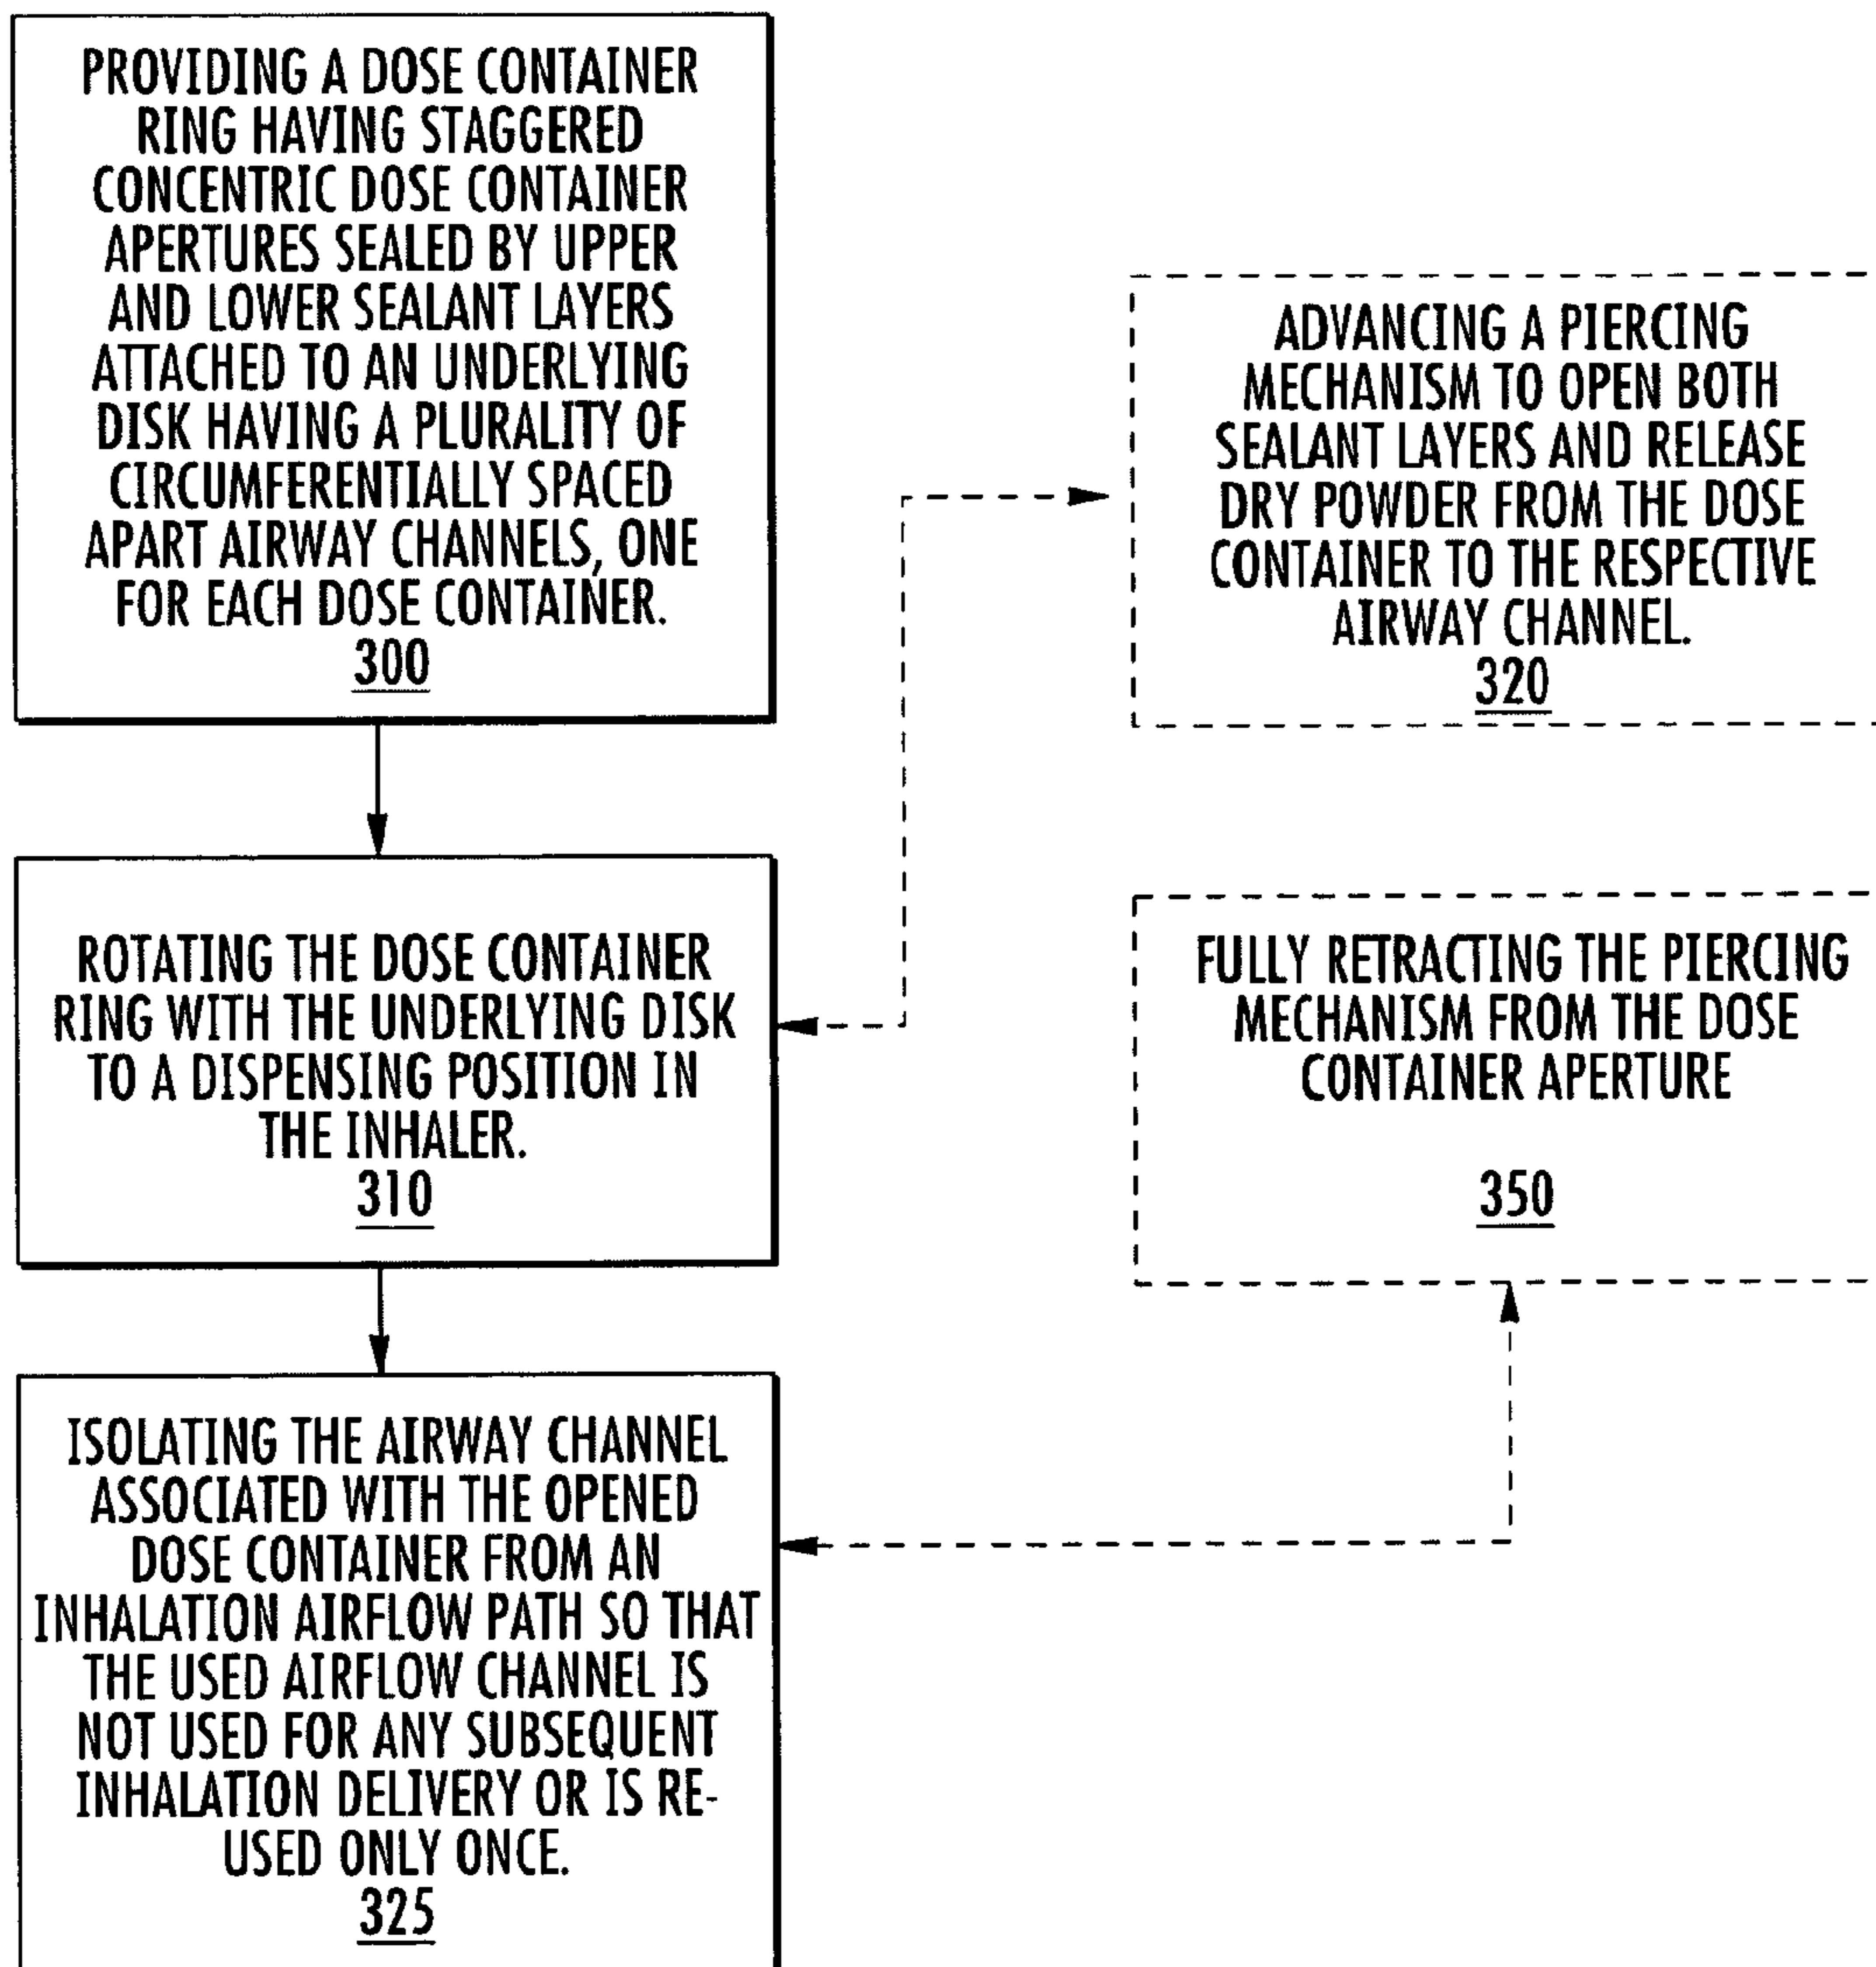 PROVIDING A DOSE CONTAINER
RING HAVING STAGGERED
CONCENTRIC DOSE CONTAINER
APERTURES SEALED BY UPPER
AND LOWER SEALANT LAYERS
ATTACHED TO AN UNDERLYING
DISK HAVING A PLURALITY OF
CIRCUMFERENTIALLY SPACED
APART AIRWAY CHANNELS, ONE
FOR EACH DOSE CONTAINER.
300
ROTATING THE DOSE CONTAINER
RING WITH THE UNDERLYING DISK
TO A DISPENSING POSITION IN
THE INHALER.
310
ISOLATING THE AIRWAY CHANNEL
ASSOCIATED WITH THE OPENED
DOSE CONTAINER FROM AN
INHALATION AIRFLOW PATH SO THAT
THE USED AIRFLOW CHANNEL IS
NOT USED FOR ANY SUBSEQUENT
INHALATION DELIVERY OR IS RE-
USED ONLY ONCE.
325
ADVANCING A PIERCING
MECHANISM TO OPEN BOTH
SEALANT LAYERS AND RELEASE
DRY POWDER FROM THE DOSE
CONTAINER TO THE RESPECTIVE
AIRWAY CHANNEL.
320
FULLY RETRACTING THE PIERCING
MECHANISM FROM THE DOSE
CONTAINER APERTURE
350